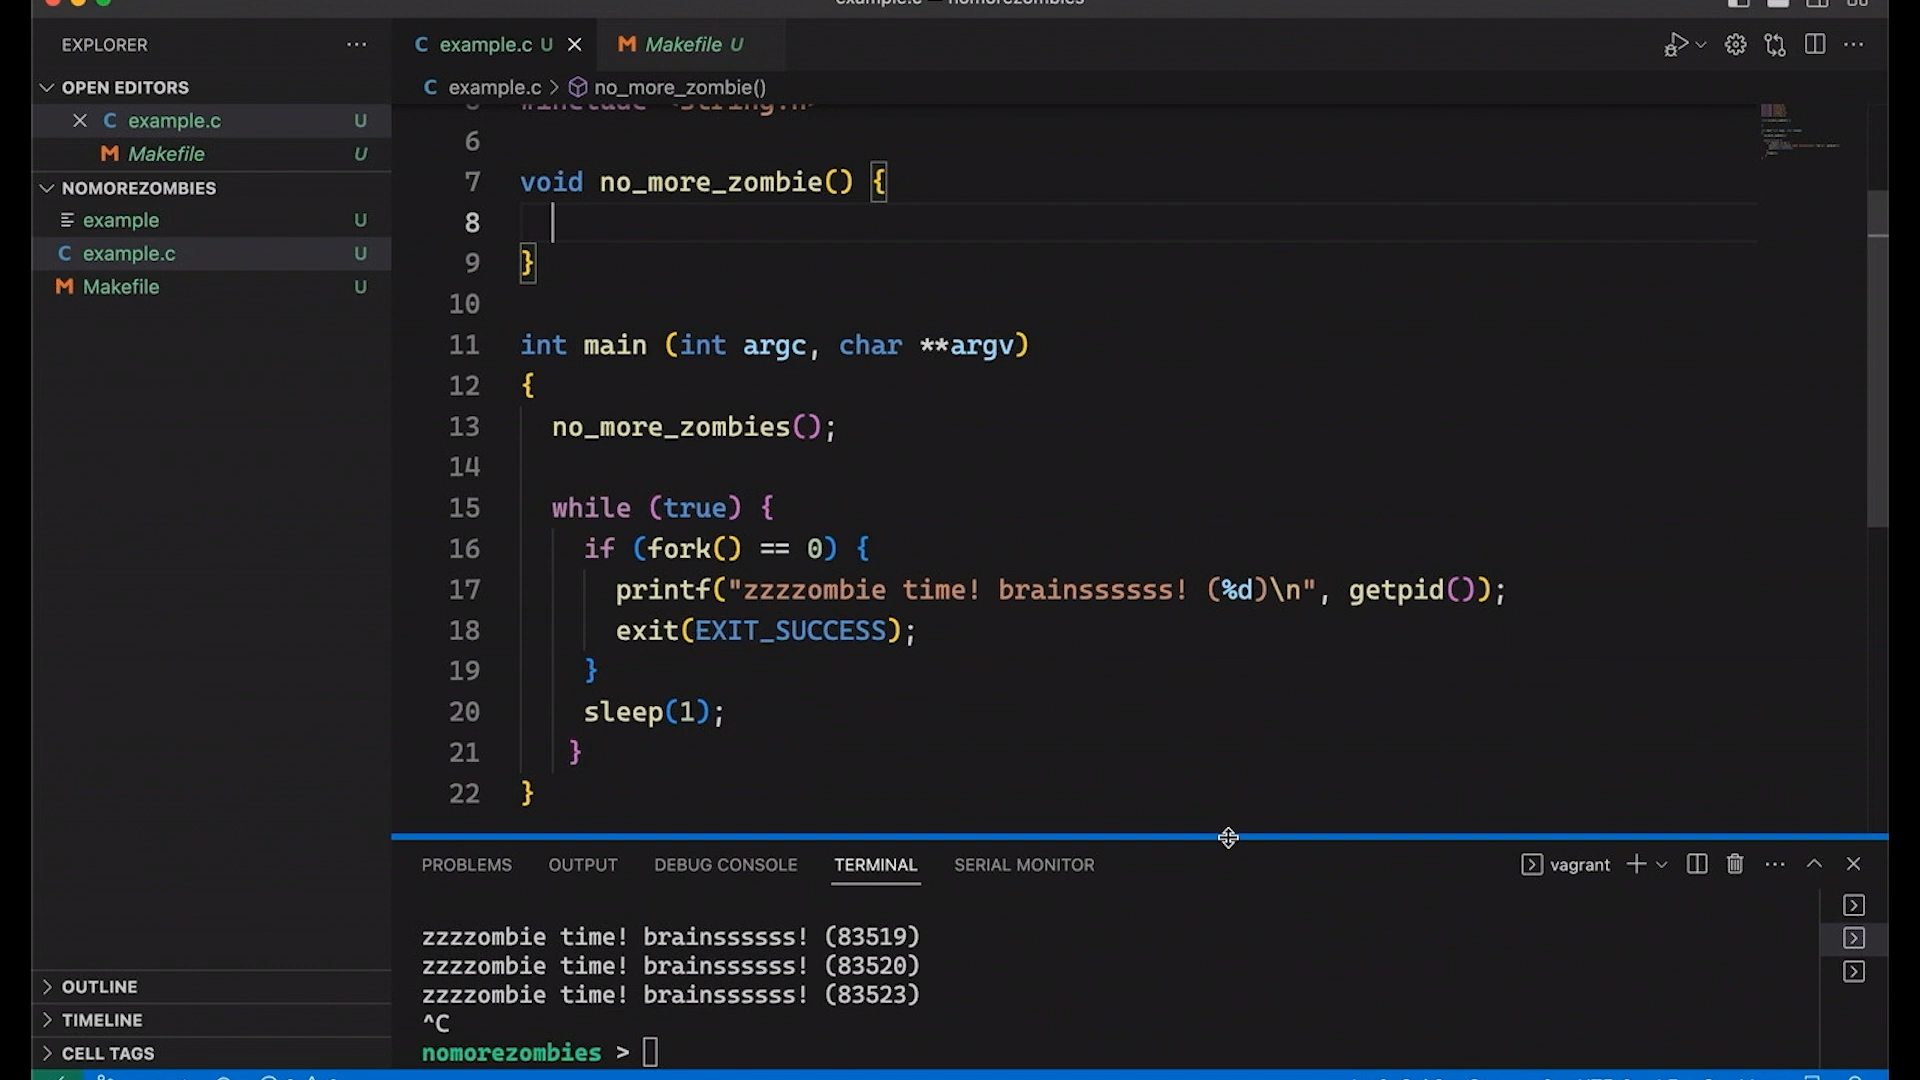 example.c — nomorezombies
EXPLORER
OPEN EDITORS
example.c U
Makefile U
NOMOREZOMBIES
example U
example.c U
Makefile U
OUTLINE
TIMELINE
CELL TAGS
example.c U
Makefile U
example.c > no_more_zombie()
#include <string.h>
6
7 void no_more_zombie() {
8
9 }
10
11 int main (int argc, char **argv)
12 {
13 no_more_zombies();
14
15 while (true) {
16 if (fork() == 0) {
17 printf("zzzzombie time! brainssssss! (%d)\n", getpid());
18 exit(EXIT_SUCCESS);
19 }
20 sleep(1);
21 }
22 }
PROBLEMS OUTPUT DEBUG CONSOLE TERMINAL SERIAL MONITOR
vagrant
zzzzombie time! brainssssss! (83519)
zzzzombie time! brainssssss! (83520)
zzzzombie time! brainssssss! (83523)
^C
nomorezombies >